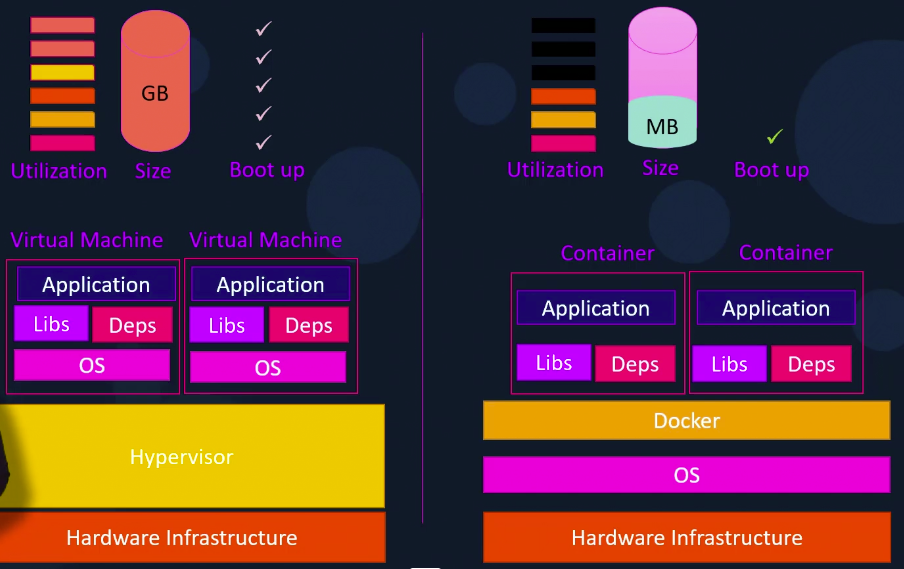 GB
Utilization
Size
Boot up
Virtual Machine
Virtual Machine
Application
Libs
Deps
OS
Application
Libs
Deps
OS
Hypervisor
Hardware Infrastructure
MB
Utilization
Size
Boot up
Container
Container
Application
Libs
Deps
Application
Libs
Deps
Docker
OS
Hardware Infrastructure